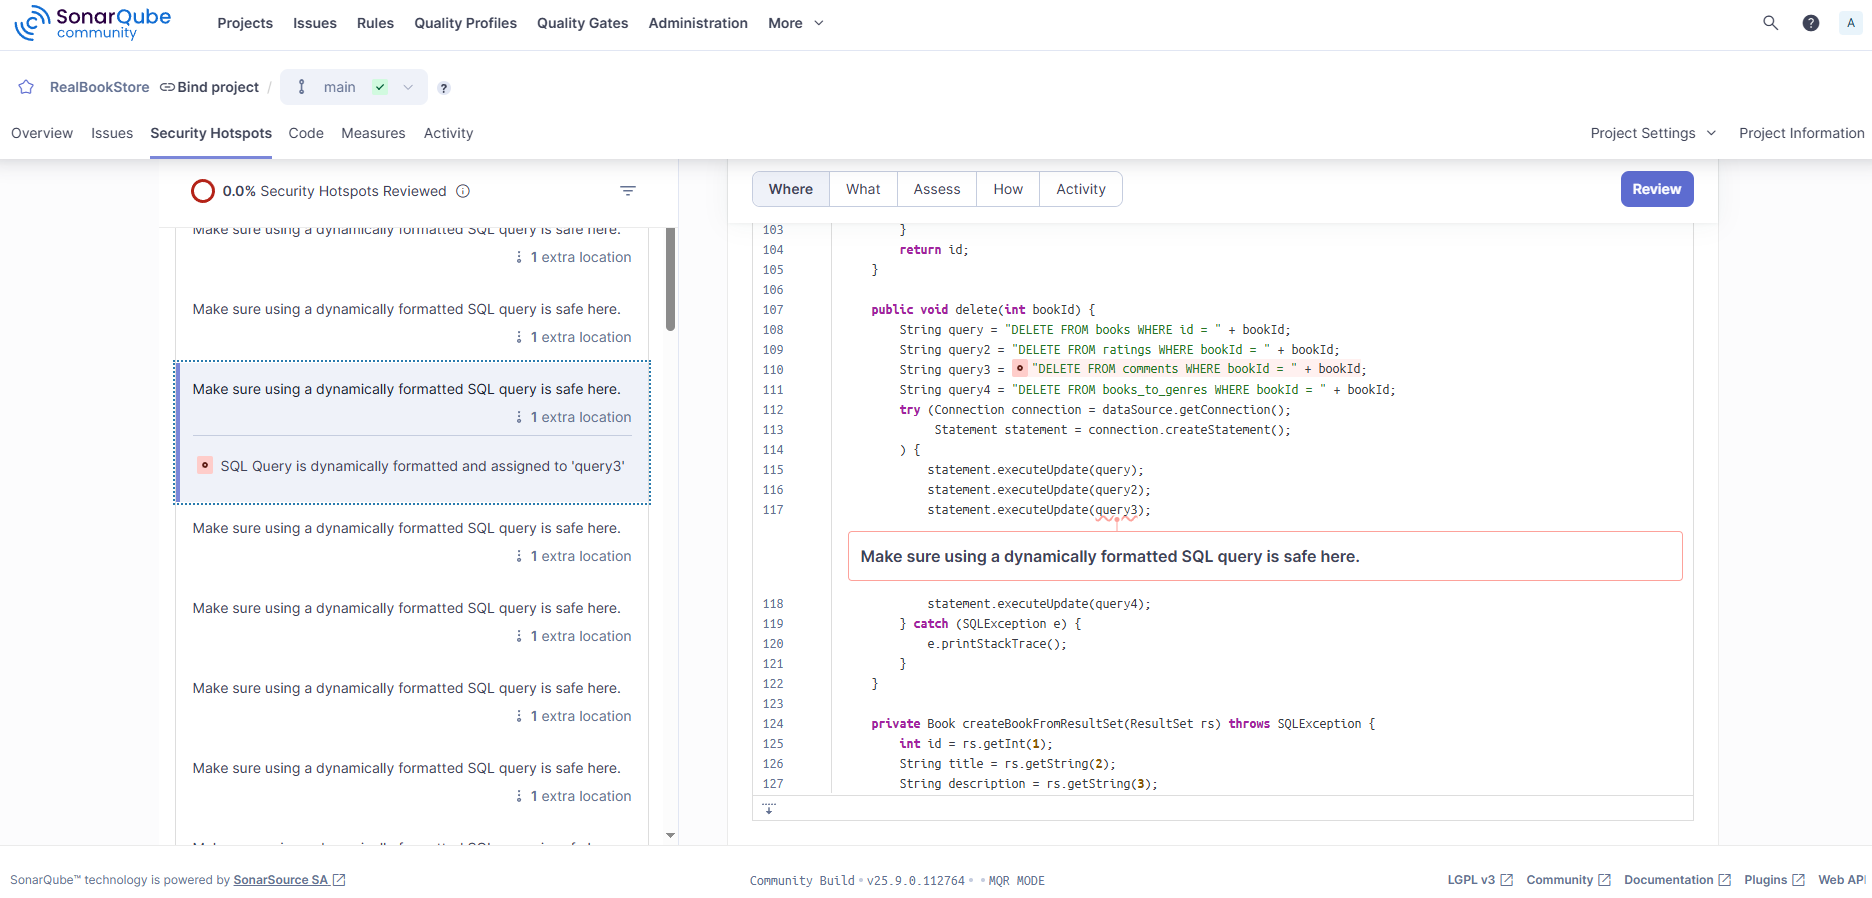 SonarQube
community
Projects Issues Rules Quality Profiles Quality Gates Administration More
? A
RealBookStore Bind project / main ?
Overview Issues Security Hotspots Code Measures Activity Project Settings Project Information
0.0% Security Hotspots Reviewed
Make sure using a dynamically formatted SQL query is safe here.
1 extra location
Make sure using a dynamically formatted SQL query is safe here.
1 extra location
Make sure using a dynamically formatted SQL query is safe here.
1 extra location
SQL Query is dynamically formatted and assigned to 'query3'
Make sure using a dynamically formatted SQL query is safe here.
1 extra location
Make sure using a dynamically formatted SQL query is safe here.
1 extra location
Make sure using a dynamically formatted SQL query is safe here.
1 extra location
Make sure using a dynamically formatted SQL query is safe here.
1 extra location
Where What Assess How Activity Review
103 }
104 return id;
105 }
106
107 public void delete(int bookId) {
108 String query = "DELETE FROM books WHERE id = " + bookId;
109 String query2 = "DELETE FROM ratings WHERE bookId = " + bookId;
110 String query3 = "DELETE FROM comments WHERE bookId = " + bookId;
111 String query4 = "DELETE FROM books_to_genres WHERE bookId = " + bookId;
112 try (Connection connection = dataSource.getConnection();
113 Statement statement = connection.createStatement();
114 ) {
115 statement.executeUpdate(query);
116 statement.executeUpdate(query2);
117 statement.executeUpdate(query3);
Make sure using a dynamically formatted SQL query is safe here.
118 statement.executeUpdate(query4);
119 } catch (SQLException e) {
120 e.printStackTrace();
121 }
122 }
123
124 private Book createBookFromResultSet(ResultSet rs) throws SQLException {
125 int id = rs.getInt(1);
126 String title = rs.getString(2);
127 String description = rs.getString(3);
SonarQube™ technology is powered by SonarSource SA
Community Build • v25.9.0.112764 • • MQR MODE
LGPL v3 Community Documentation Plugins Web API